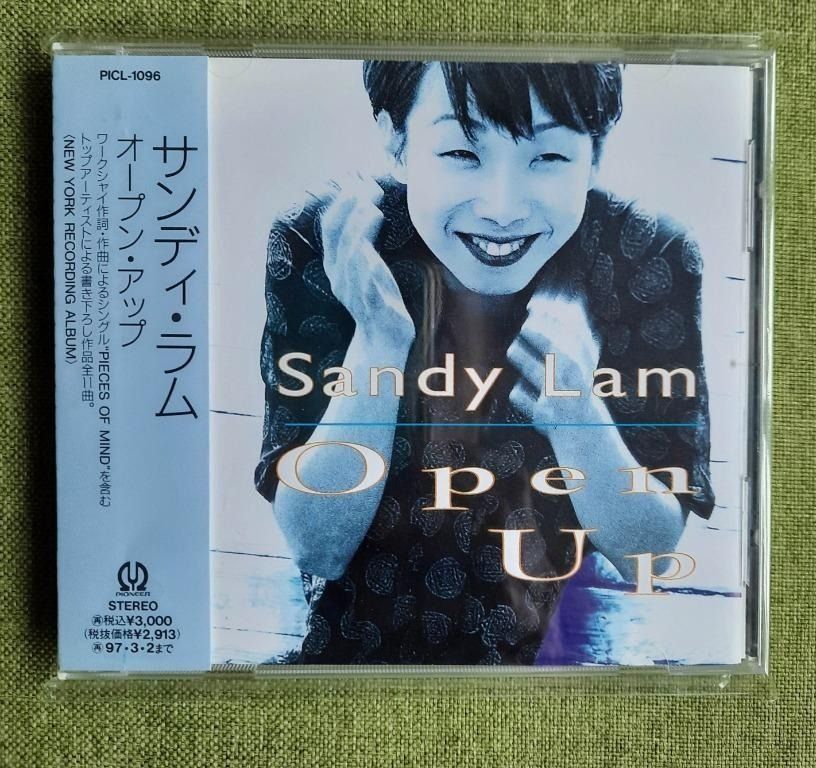 PICL-1096
サンディ・ラム
オープン・アップ
ワークシャイ作詞・作曲によるシングル"PIECES OF MIND"を含む
トップアーティストによる書き下ろし作品全11曲。
〈NEW YORK RECORDING ALBUM〉
PIONEER
STEREO
再税込¥3,000
(税抜価格¥2,913)
再97・3・2まで
Sandy Lam
Open
Up